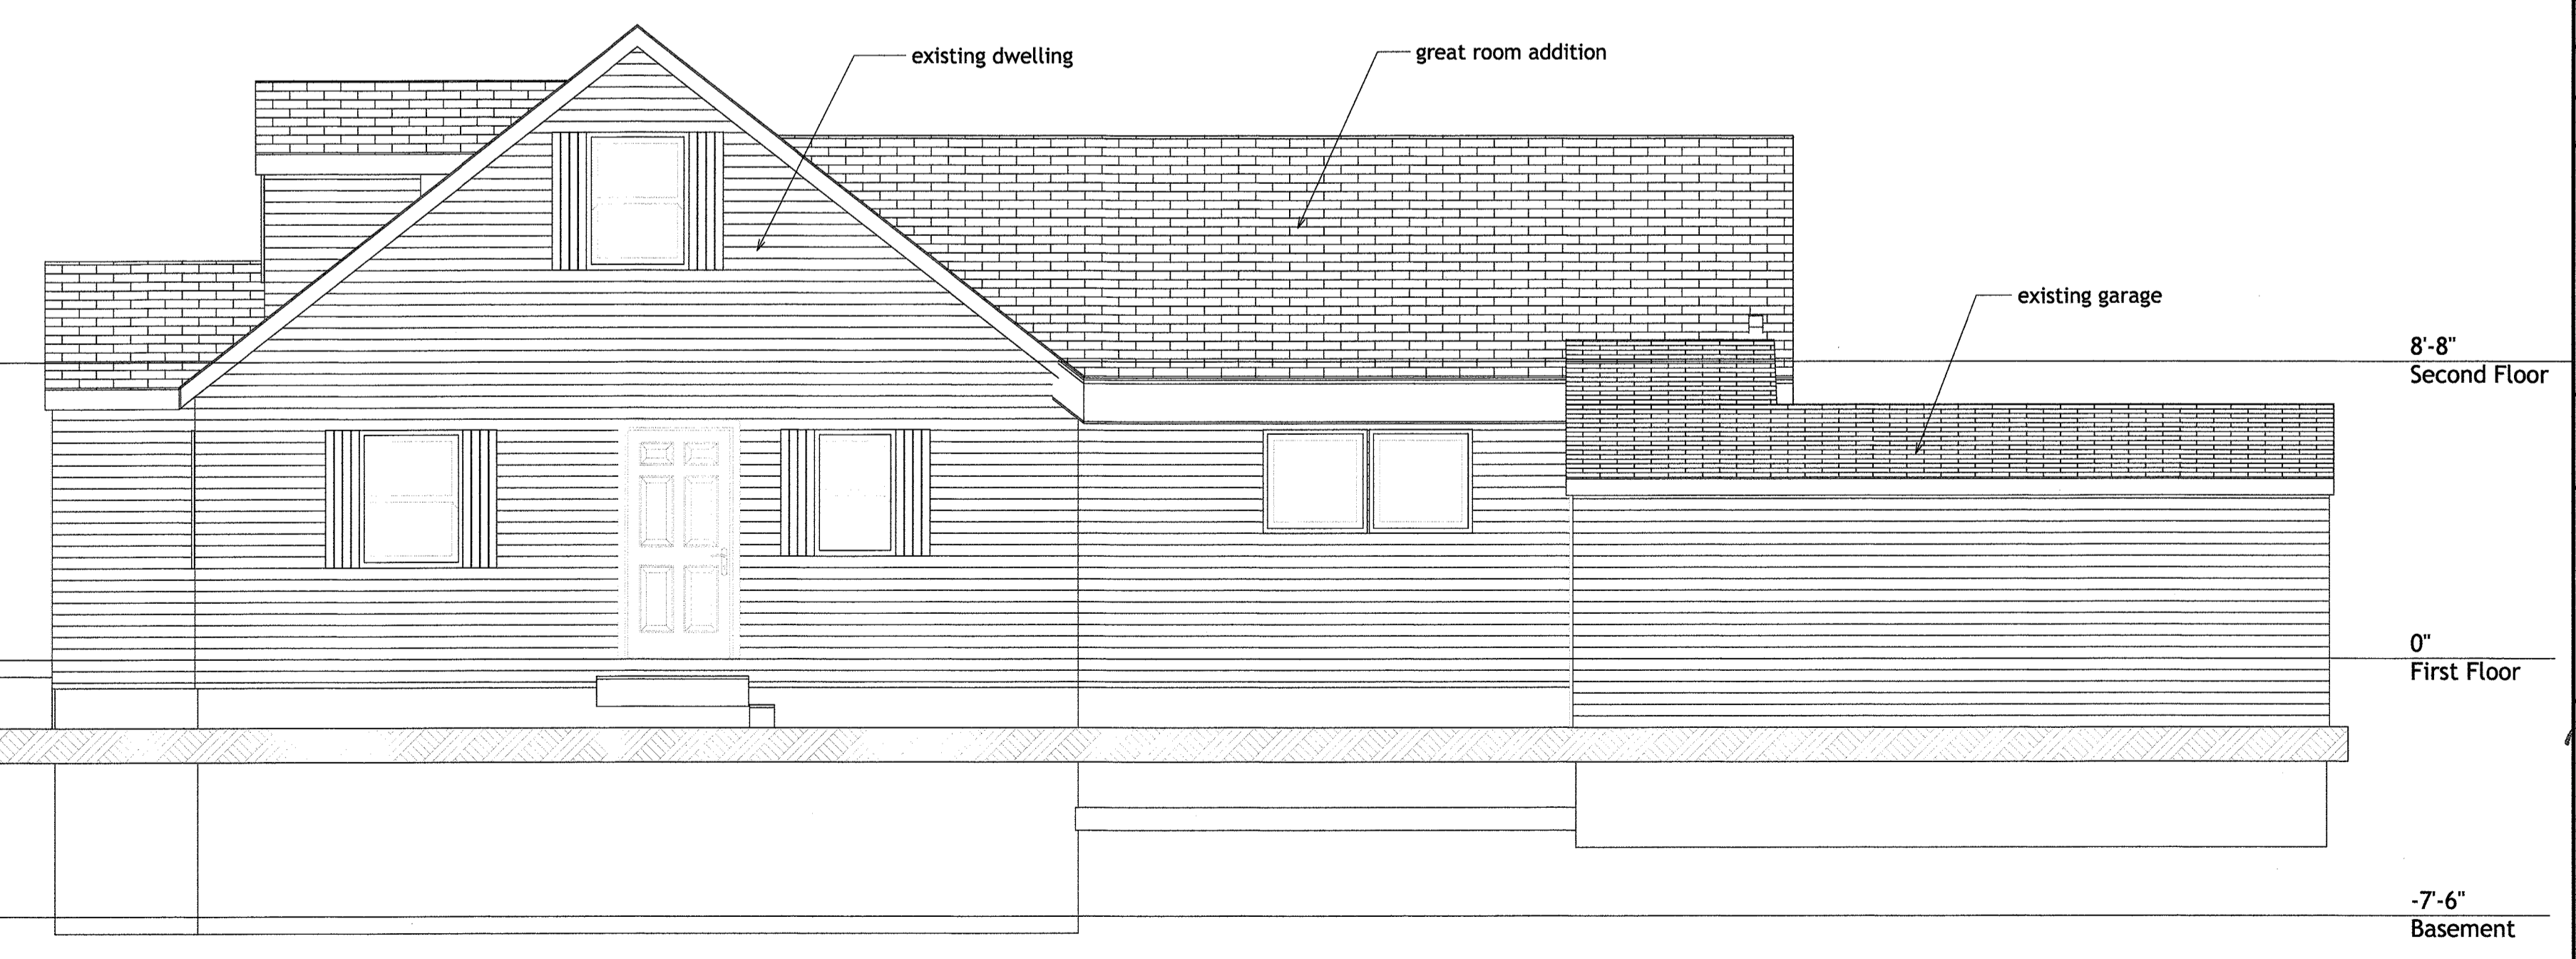 existing dwelling
great room addition
existing garage
8'-8"
Second Floor
0"
First Floor
-7'-6"
Basement